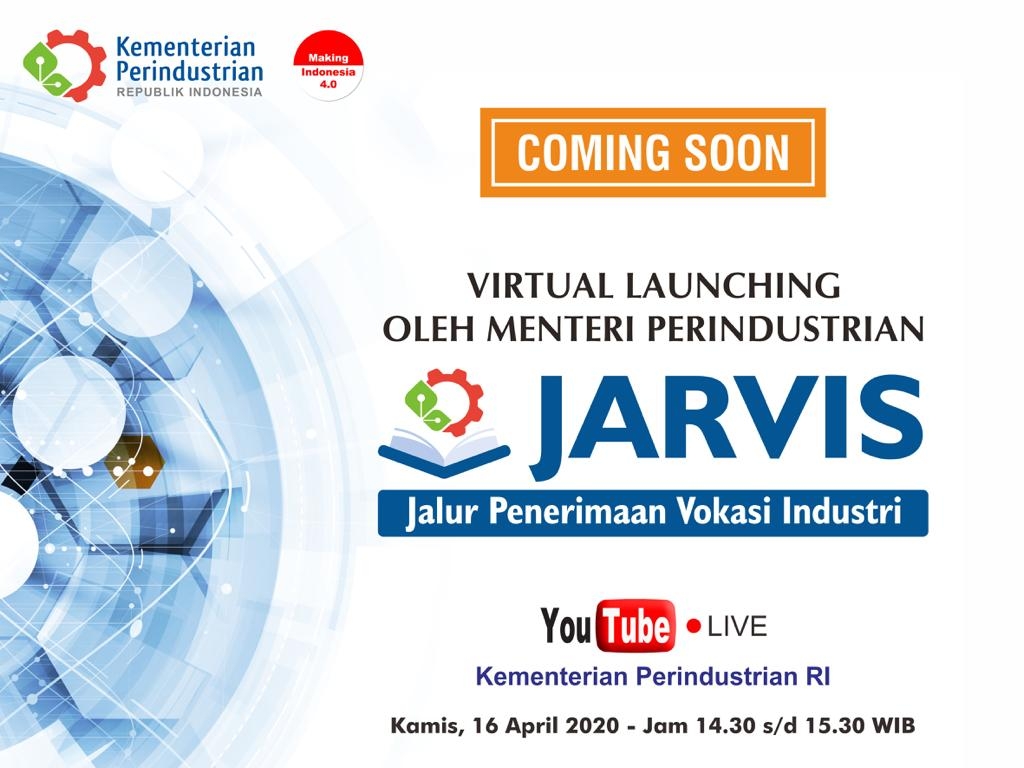 Kementerian
Perindustrian
REPUBLIK INDONESIA
Making
Indonesia
4.0
COMING SOON
VIRTUAL LAUNCHING
OLEH MENTERI PERINDUSTRIAN
JARVIS
Jalur Penerimaan Vokasi Industri
YouTube LIVE
Kementerian Perindustrian RI
Kamis, 16 April 2020 - Jam 14.30 s/d 15.30 WIB